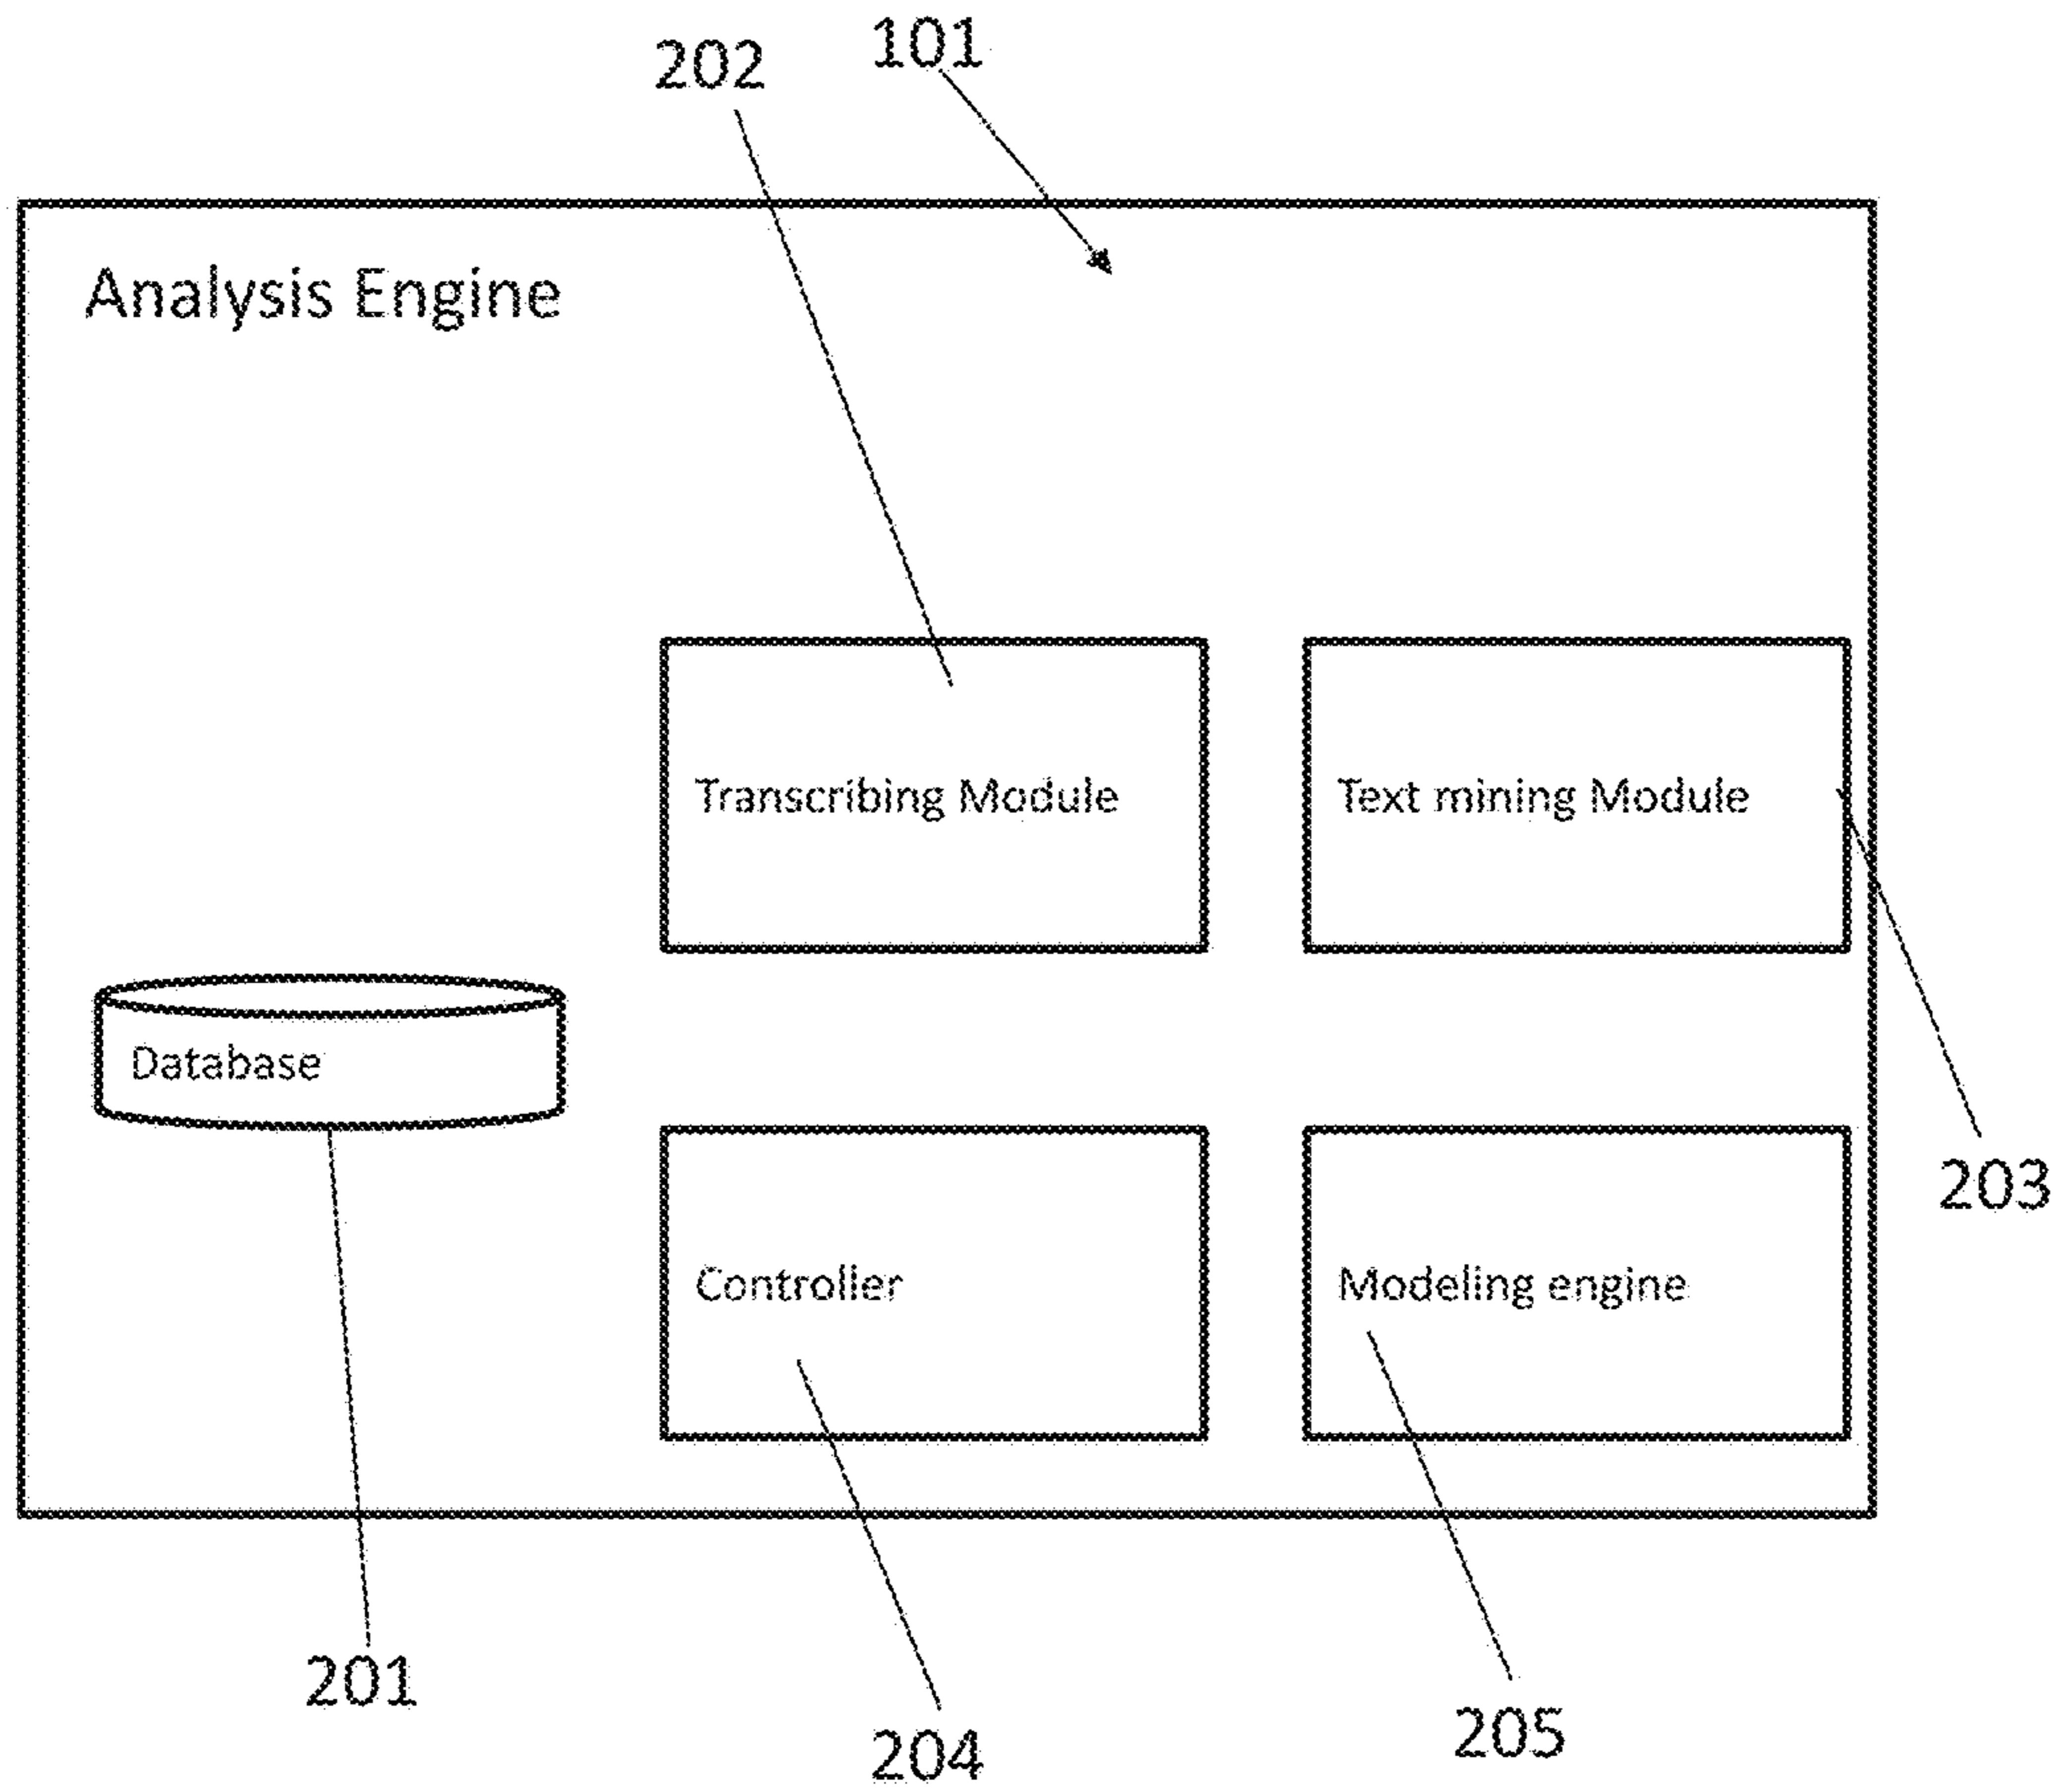 202
101
Analysis Engine
Transcribing Module
Text mining Module
Database
203
Controller
Modeling engine
201
204
205